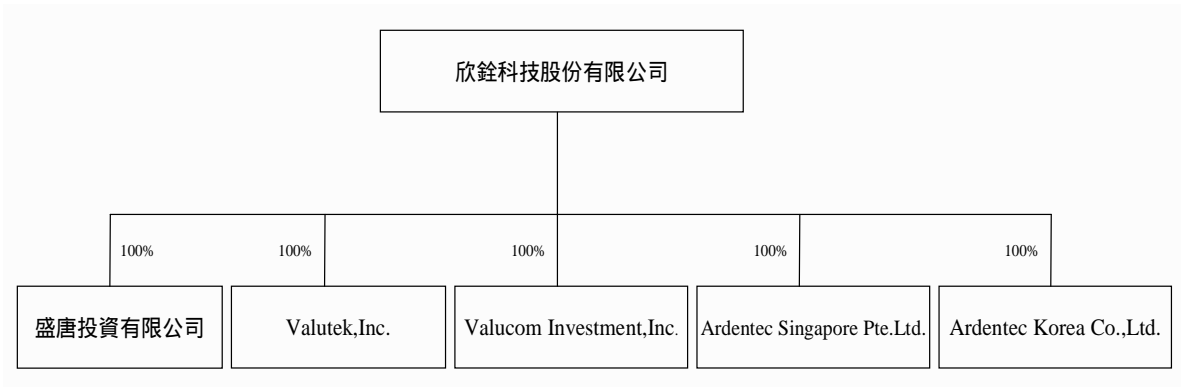 欣銓科技股份有限公司
100% 100% 100% 100% 100%
盛唐投資有限公司 Valutek,Inc. Valucom Investment,Inc. Ardentec Singapore Pte.Ltd. Ardentec Korea Co.,Ltd.